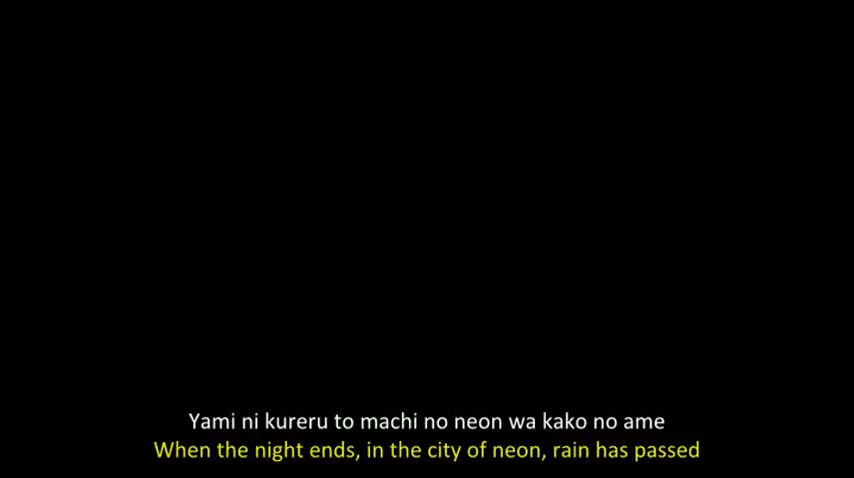 Yami ni kureru to machi no neon wa kako no ame
When the night ends, in the city of neon, rain has passed